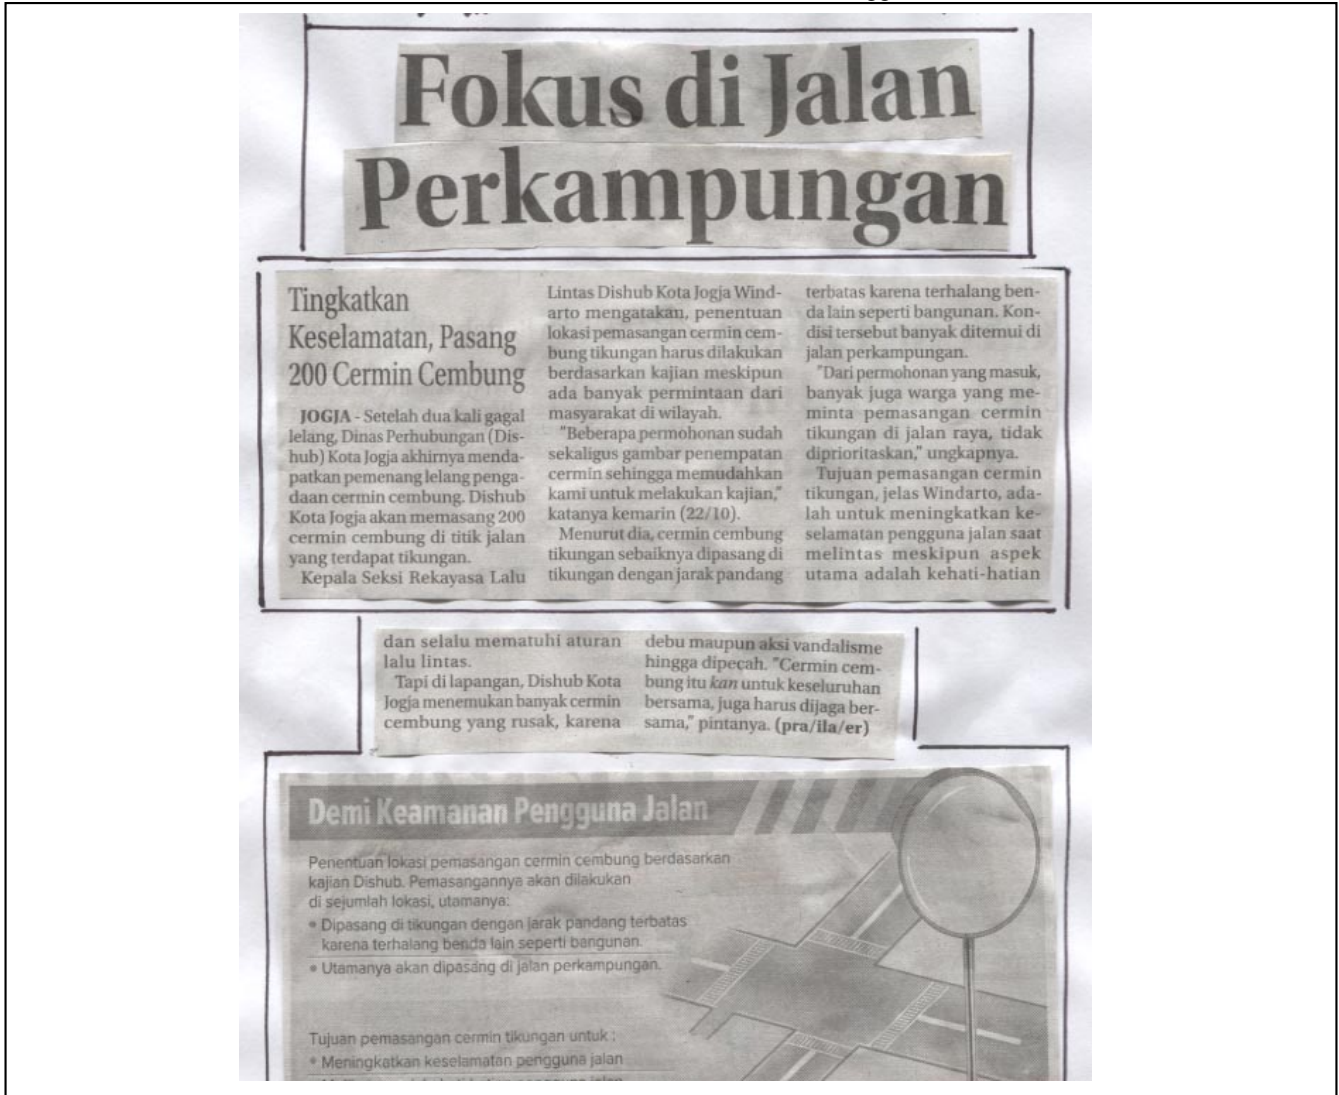 Fokus di Jalan
Perkampungan
Tingkatkan
Keselamatan, Pasang
200 Cermin Cembung
JOGJA - Setelah dua kali gagal
lelang, Dinas Perhubungan (Dis-
hub) Kota Jogja akhirnya menda-
patkan pemenang lelang penga-
daan cermin cembung. Dishub
Kota Jogja akan memasang 200
cermin cembung di titik jalan
yang terdapat tikungan.
Kepala Seksi Rekayasa Lalu
Lintas Dishub Kota Jogja Wind-
arto mengatakan, penentuan
lokasi pemasangan cermin cem-
bung tikungan harus dilakukan
berdasarkan kajian meskipun
ada banyak permintaan dari
masyarakat di wilayah.
"Beberapa permohonan sudah
sekaligus gambar penempatan
cermin sehingga memudahkan
kami untuk melakukan kajian,"
katanya kemarin (22/10).
Menurut dia, cermin cembung
tikungan sebaiknya dipasang di
tikungan dengan jarak pandang
terbatas karena terhalang ben-
da lain seperti bangunan. Kon-
disi tersebut banyak ditemui di
jalan perkampungan.
"Dari permohonan yang masuk,
banyak juga warga yang me-
minta pemasangan cermin
tikungan di jalan raya, tidak
diprioritaskan," ungkapnya.
Tujuan pemasangan cermin
tikungan, jelas Windarto, ada-
lah untuk meningkatkan ke-
selamatan pengguna jalan saat
melintas meskipun aspek
utama adalah kehati-hatian
dan selalu mematuhi aturan
lalu lintas.
Tapi di lapangan, Dishub Kota
Jogja menemukan banyak cermin
cembung yang rusak, karena
debu maupun aksi vandalisme
hingga dipecah. "Cermin cem-
bung itu kan untuk keseluruhan
bersama, juga harus dijaga ber-
sama," pintanya. (pra/ila/er)
Demi Keamanan Pengguna Jalan
Penentuan lokasi pemasangan cermin cembung berdasarkan
kajian Dishub. Pemasangannya akan dilakukan
di sejumlah lokasi, utamanya:
• Dipasang di tikungan dengan jarak pandang terbatas
karena terhalang benda lain seperti bangunan.
• Utamanya akan dipasang di jalan perkampungan.
Tujuan pemasangan cermin tikungan untuk :
• Meningkatkan keselamatan pengguna jalan